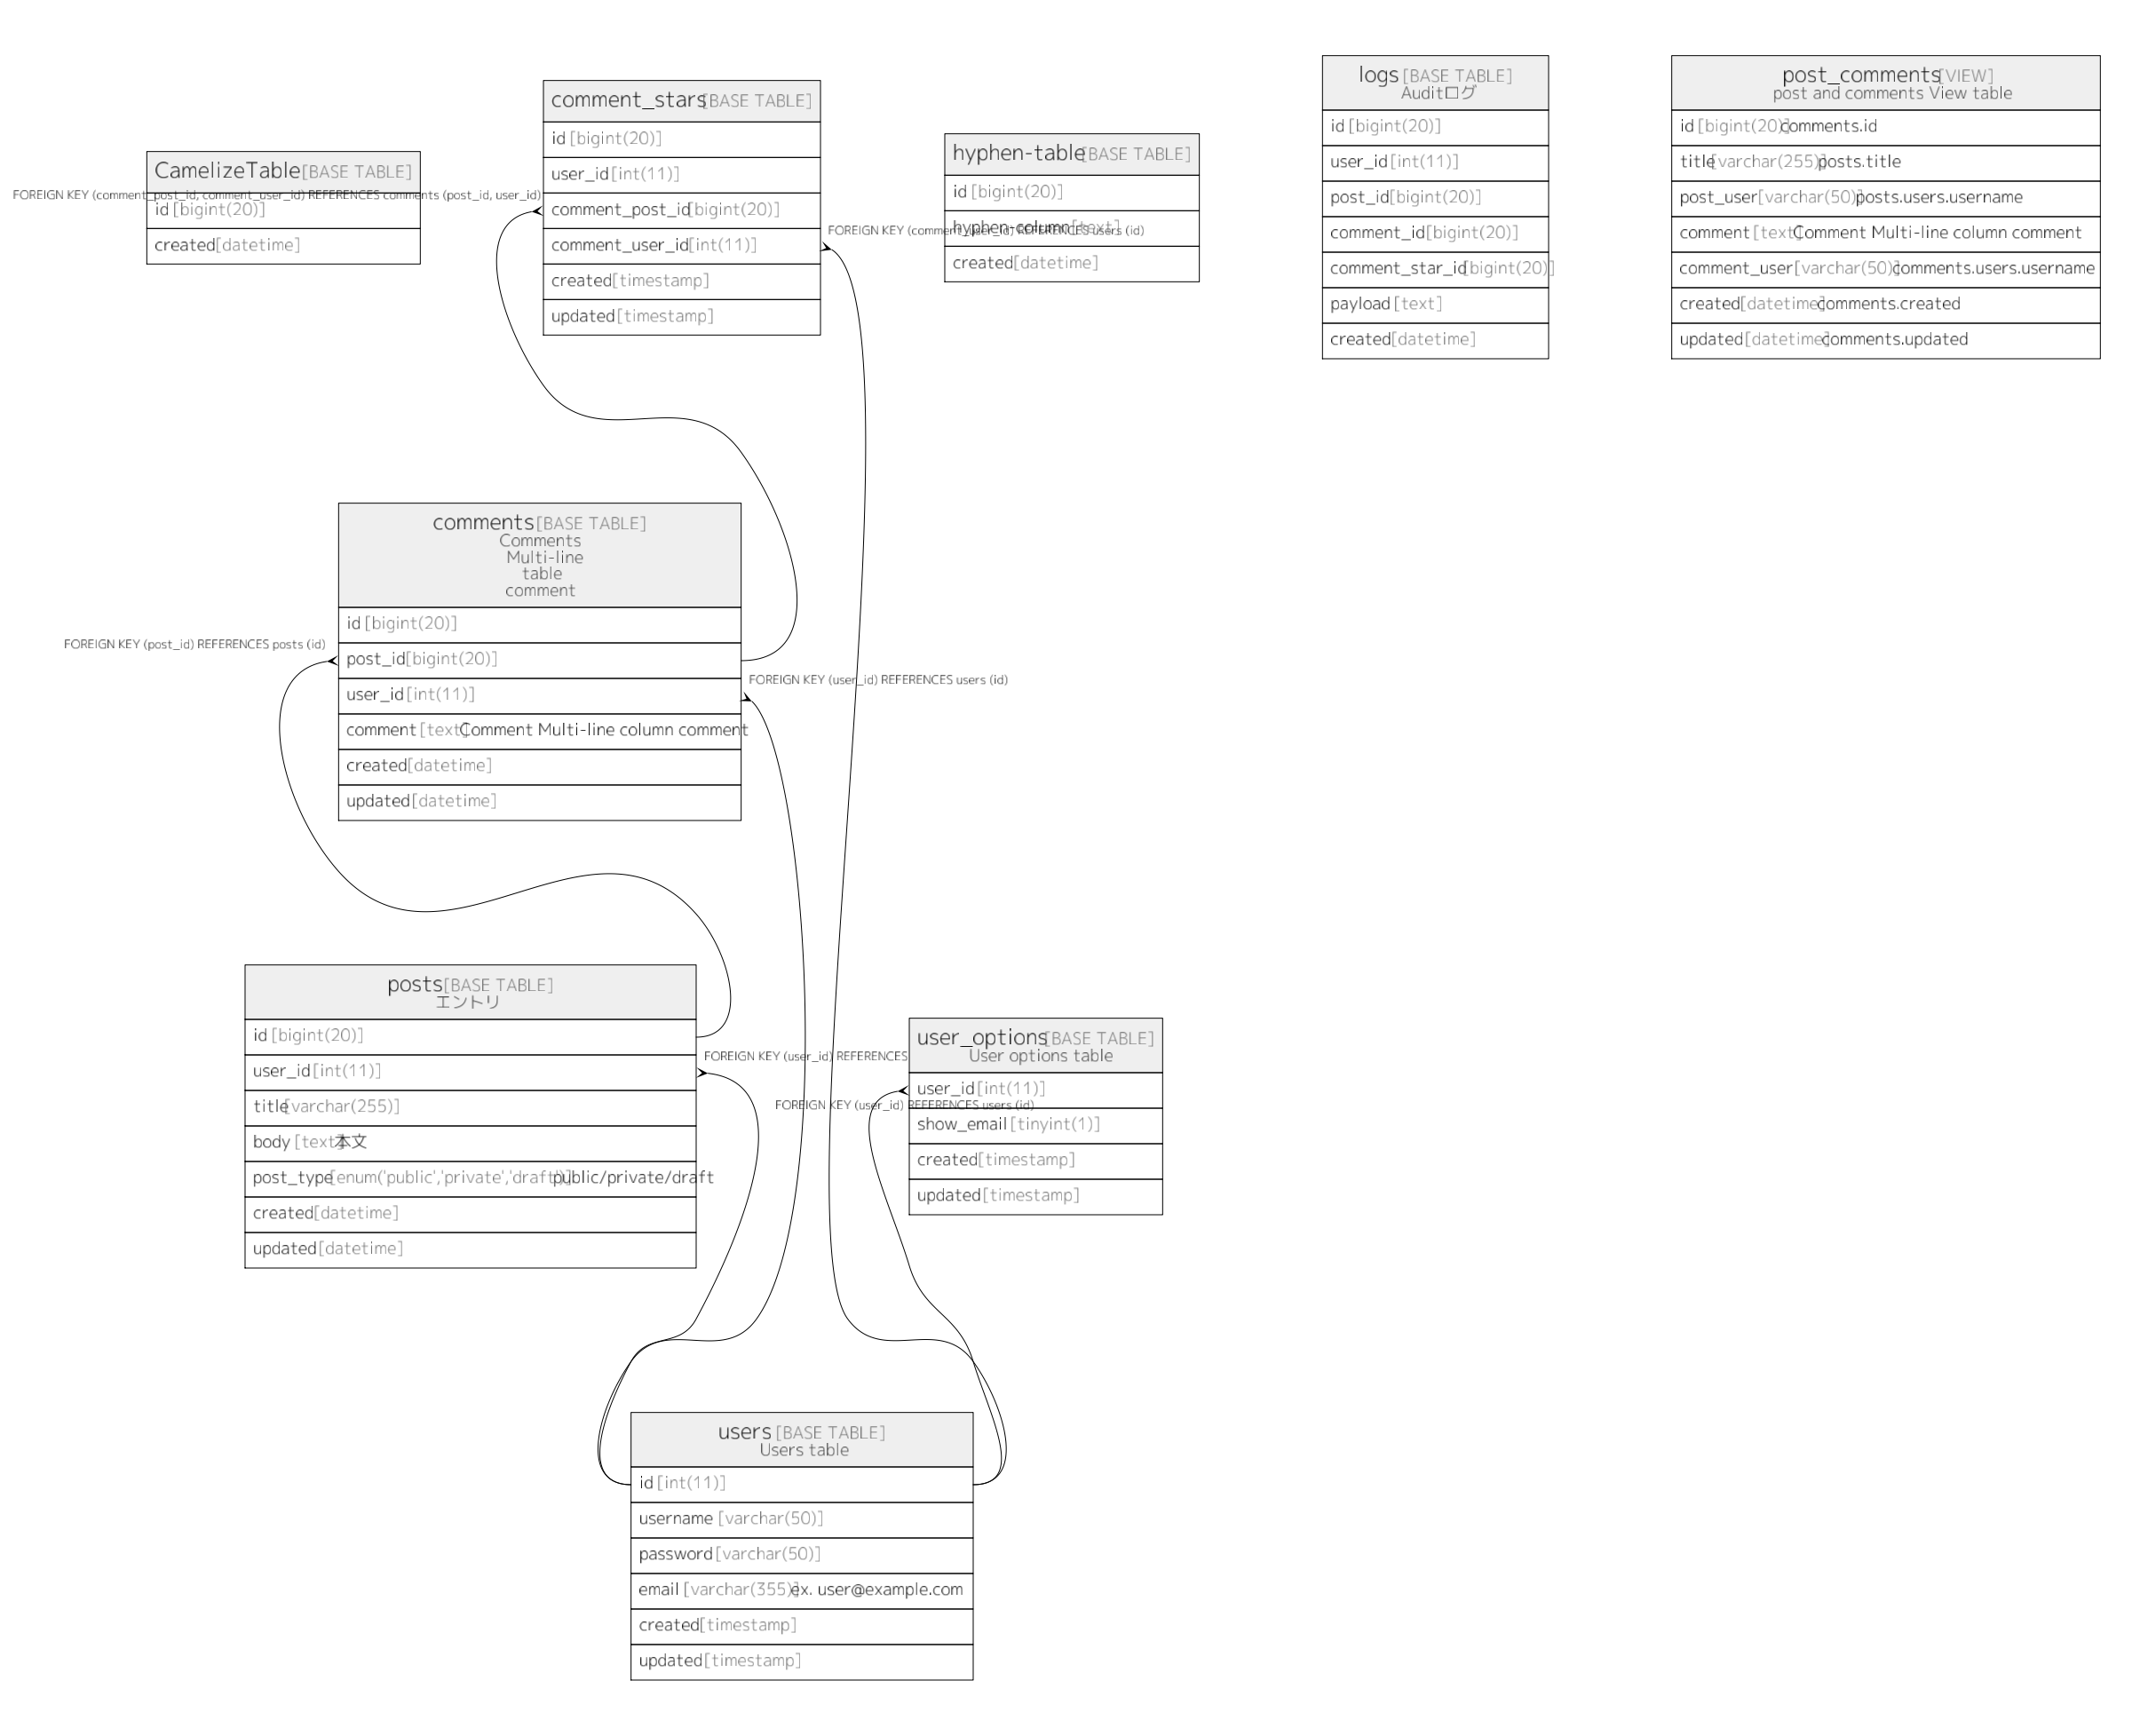 CamelizeTable [BASE TABLE]
FOREIGN KEY (comment_post_id, comment_user_id) REFERENCES comments (post_id, user_id)
id [bigint(20)]
created [datetime]
comment_stars [BASE TABLE]
id [bigint(20)]
user_id [int(11)]
comment_post_id [bigint(20)]
comment_user_id [int(11)]
created [timestamp]
updated [timestamp]
FOREIGN KEY (comment_user_id) REFERENCES users (id)
hyphen-table [BASE TABLE]
id [bigint(20)]
hyphen-column [text]
created [datetime]
logs [BASE TABLE]
Auditログ
id [bigint(20)]
user_id [int(11)]
post_id [bigint(20)]
comment_id [bigint(20)]
comment_star_id [bigint(20)]
payload [text]
created [datetime]
post_comments [VIEW]
post and comments View table
id [bigint(20)] comments.id
title [varchar(255)] posts.title
post_user [varchar(50)] posts.users.username
comment [text] Comment Multi-line column comment
comment_user [varchar(50)] comments.users.username
created [datetime] comments.created
updated [datetime] comments.updated
comments [BASE TABLE]
Comments
Multi-line
table
comment
id [bigint(20)]
FOREIGN KEY (post_id) REFERENCES posts (id)
post_id [bigint(20)]
user_id [int(11)]
FOREIGN KEY (user_id) REFERENCES users (id)
comment [text] Comment Multi-line column comment
created [datetime]
updated [datetime]
posts [BASE TABLE]
エントリ
id [bigint(20)]
user_id [int(11)]
FOREIGN KEY (user_id) REFERENCES
title [varchar(255)]
body [text] 本文
post_type [enum('public','private','draft')] public/private/draft
created [datetime]
updated [datetime]
user_options [BASE TABLE]
User options table
user_id [int(11)]
FOREIGN KEY (user_id) REFERENCES users (id)
show_email [tinyint(1)]
created [timestamp]
updated [timestamp]
users [BASE TABLE]
Users table
id [int(11)]
username [varchar(50)]
password [varchar(50)]
email [varchar(355)] ex. user@example.com
created [timestamp]
updated [timestamp]